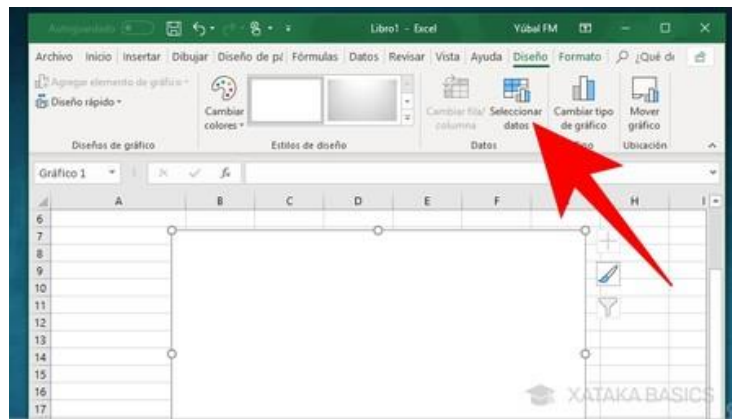 Autoguardado
Libro1 - Excel
Yúbal FM
Archivo Inicio Insertar Dibujar Diseño de pá Fórmulas Datos Revisar Vista Ayuda Diseño Formato ¿Qué de
Agregar elemento de gráfico
Diseño rápido
Cambiar colores
Cambiar fila/ columna
Seleccionar datos
Cambiar tipo de gráfico
Mover gráfico
Diseños de gráfico
Estilos de diseño
Datos
Ubicación
Gráfico 1
fx
A B C D E F H I
6
7
8
9
10
11
12
13
14
15
16
17
XATAKA BASICS